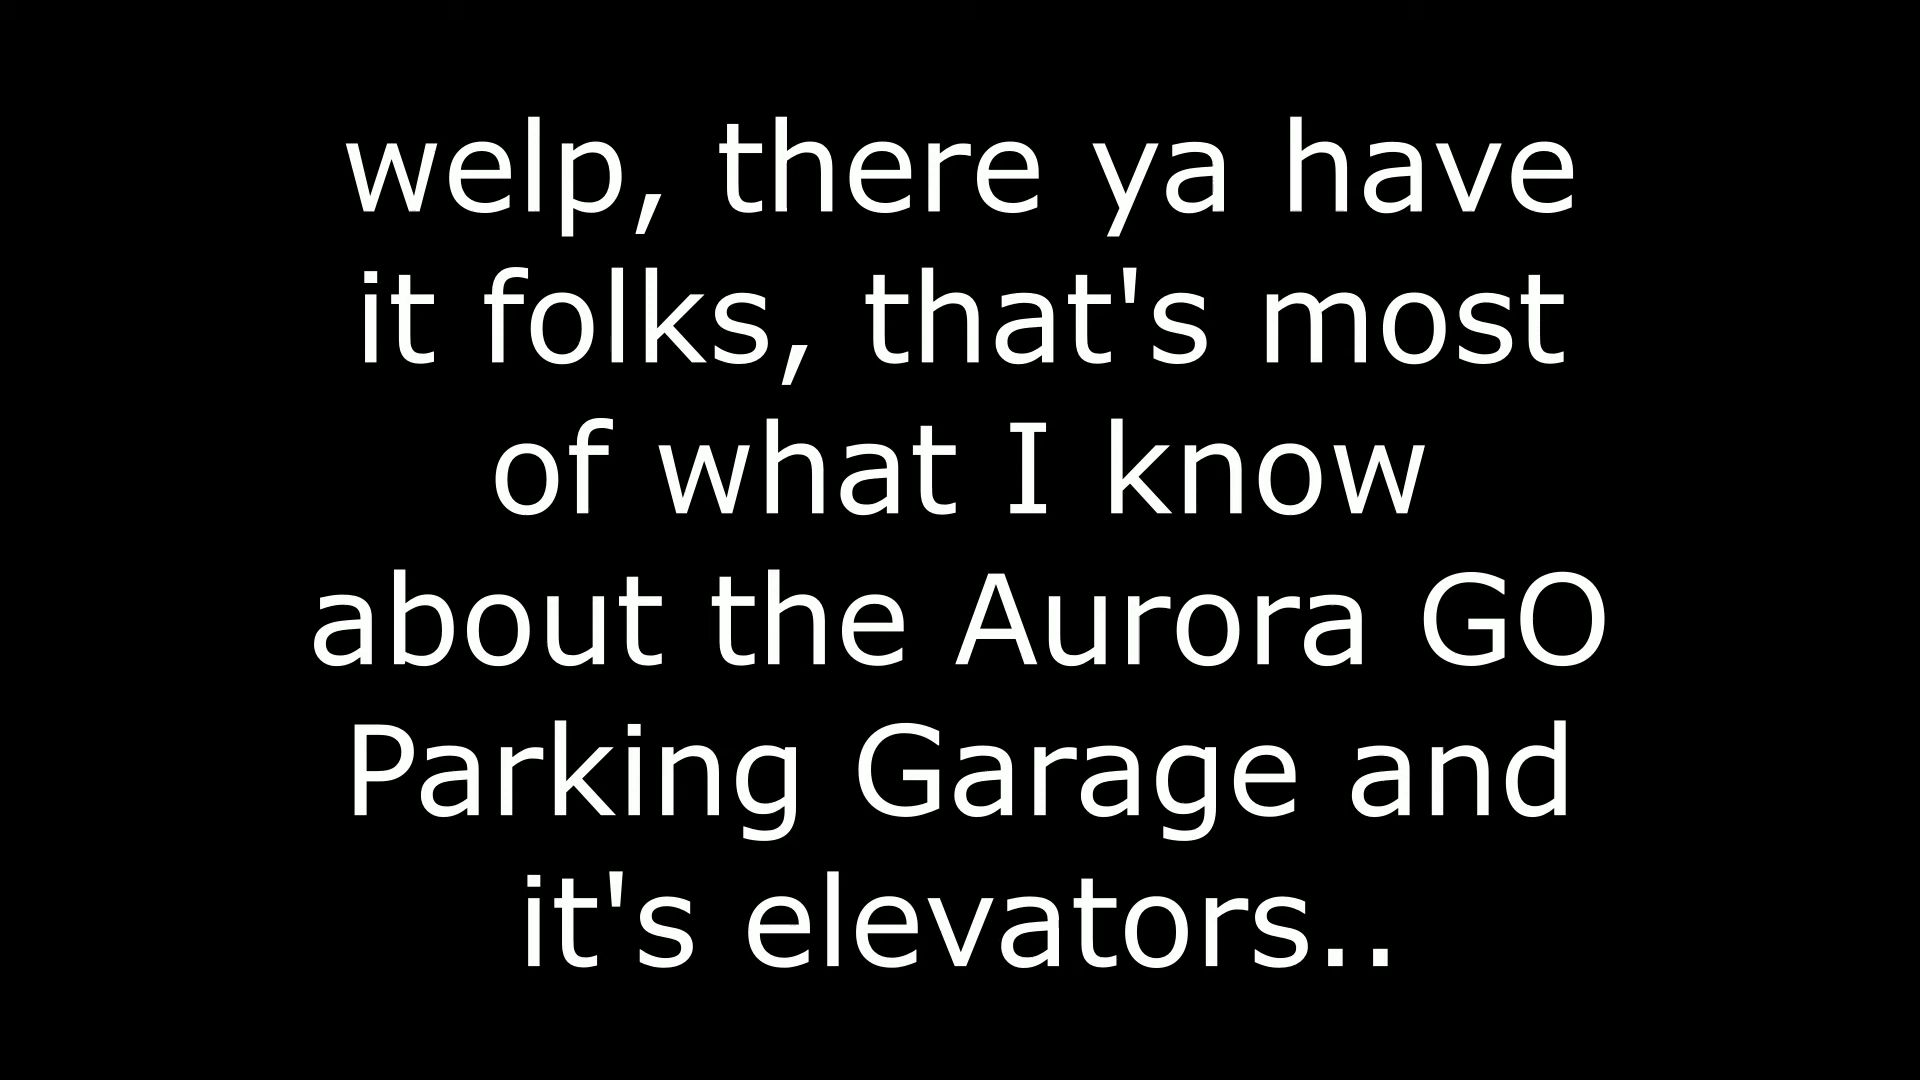 welp, there ya have
it folks, that's most
of what I know
about the Aurora GO
Parking Garage and
it's elevators..